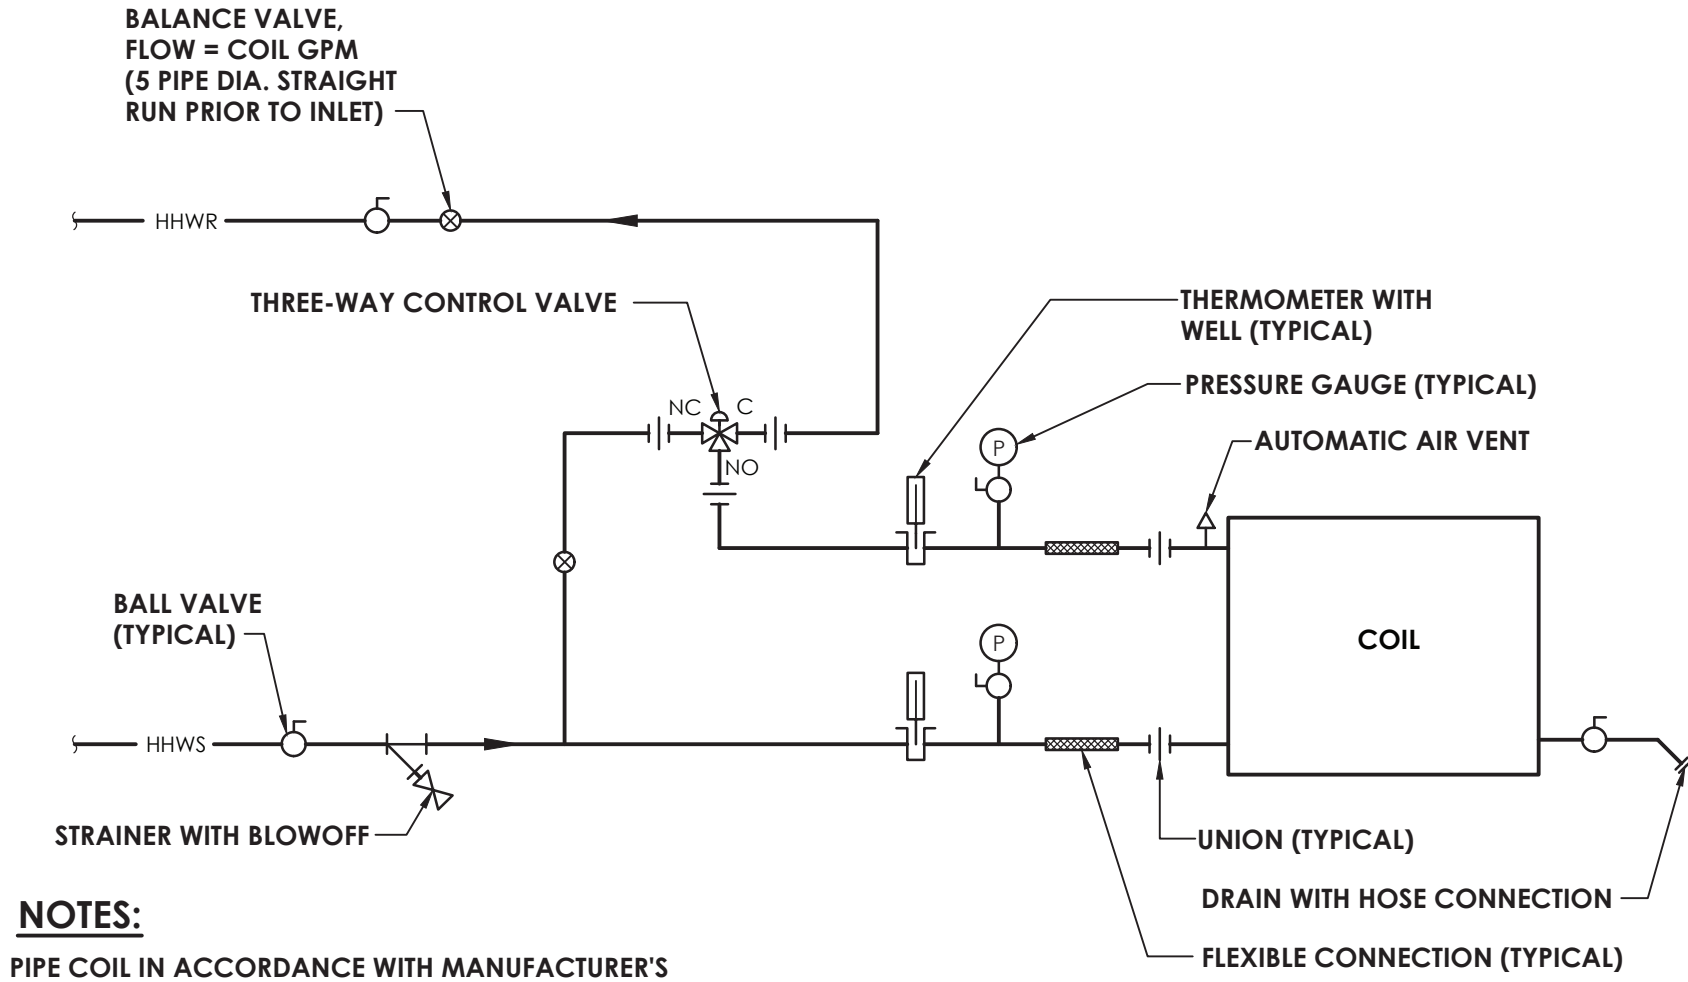 BALANCE VALVE,
FLOW = COIL GPM
(5 PIPE DIA. STRAIGHT
RUN PRIOR TO INLET)
HHWR
THREE-WAY CONTROL VALVE
THERMOMETER WITH
WELL (TYPICAL)
PRESSURE GAUGE (TYPICAL)
NC
C
NO
P
AUTOMATIC AIR VENT
BALL VALVE
(TYPICAL)
P
COIL
HHWS
STRAINER WITH BLOWOFF
UNION (TYPICAL)
DRAIN WITH HOSE CONNECTION
FLEXIBLE CONNECTION (TYPICAL)
NOTES:
PIPE COIL IN ACCORDANCE WITH MANUFACTURER'S